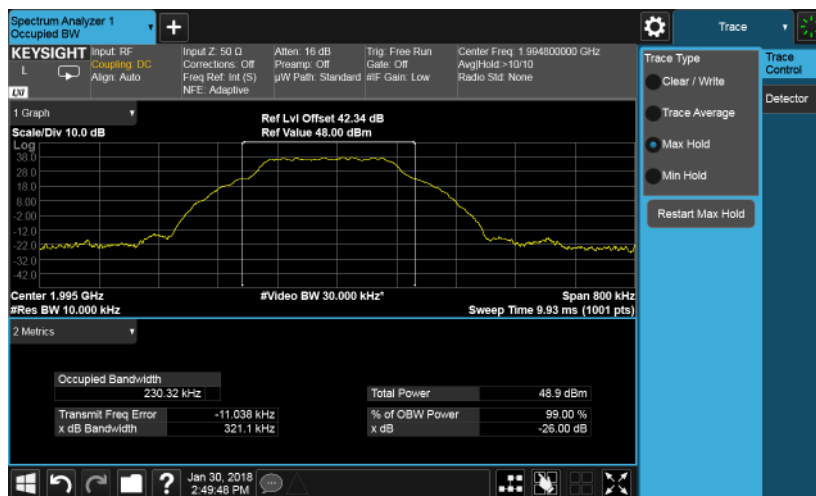 Spectrum Analyzer 1
Occupied BW
Trace
KEYSIGHT
L
LXI
Input: RF
Coupling: DC
Align: Auto
Input Z: 50 Ω
Corrections: Off
Freq Ref: Int (S)
NFE: Adaptive
Atten: 16 dB
Preamp: Off
µW Path: Standard
Trig: Free Run
Gate: Off
#IF Gain: Low
Center Freq: 1.994800000 GHz
Avg|Hold:>10/10
Radio Std: None
Trace Type
Clear / Write
Trace Average
Max Hold
Min Hold
Restart Max Hold
Trace
Control
Detector
1 Graph
Scale/Div 10.0 dB
Ref Lvl Offset 42.34 dB
Ref Value 48.00 dBm
Log
38.0
28.0
18.0
8.00
-2.00
-12.0
-22.0
-32.0
-42.0
Center 1.995 GHz
#Video BW 30.000 kHz*
Span 800 kHz
#Res BW 10.000 kHz
Sweep Time 9.93 ms (1001 pts)
2 Metrics
Occupied Bandwidth
230.32 kHz
Total Power 48.9 dBm
Transmit Freq Error -11.038 kHz
% of OBW Power 99.00 %
x dB Bandwidth 321.1 kHz
x dB -26.00 dB
?
Jan 30, 2018
2:49:48 PM